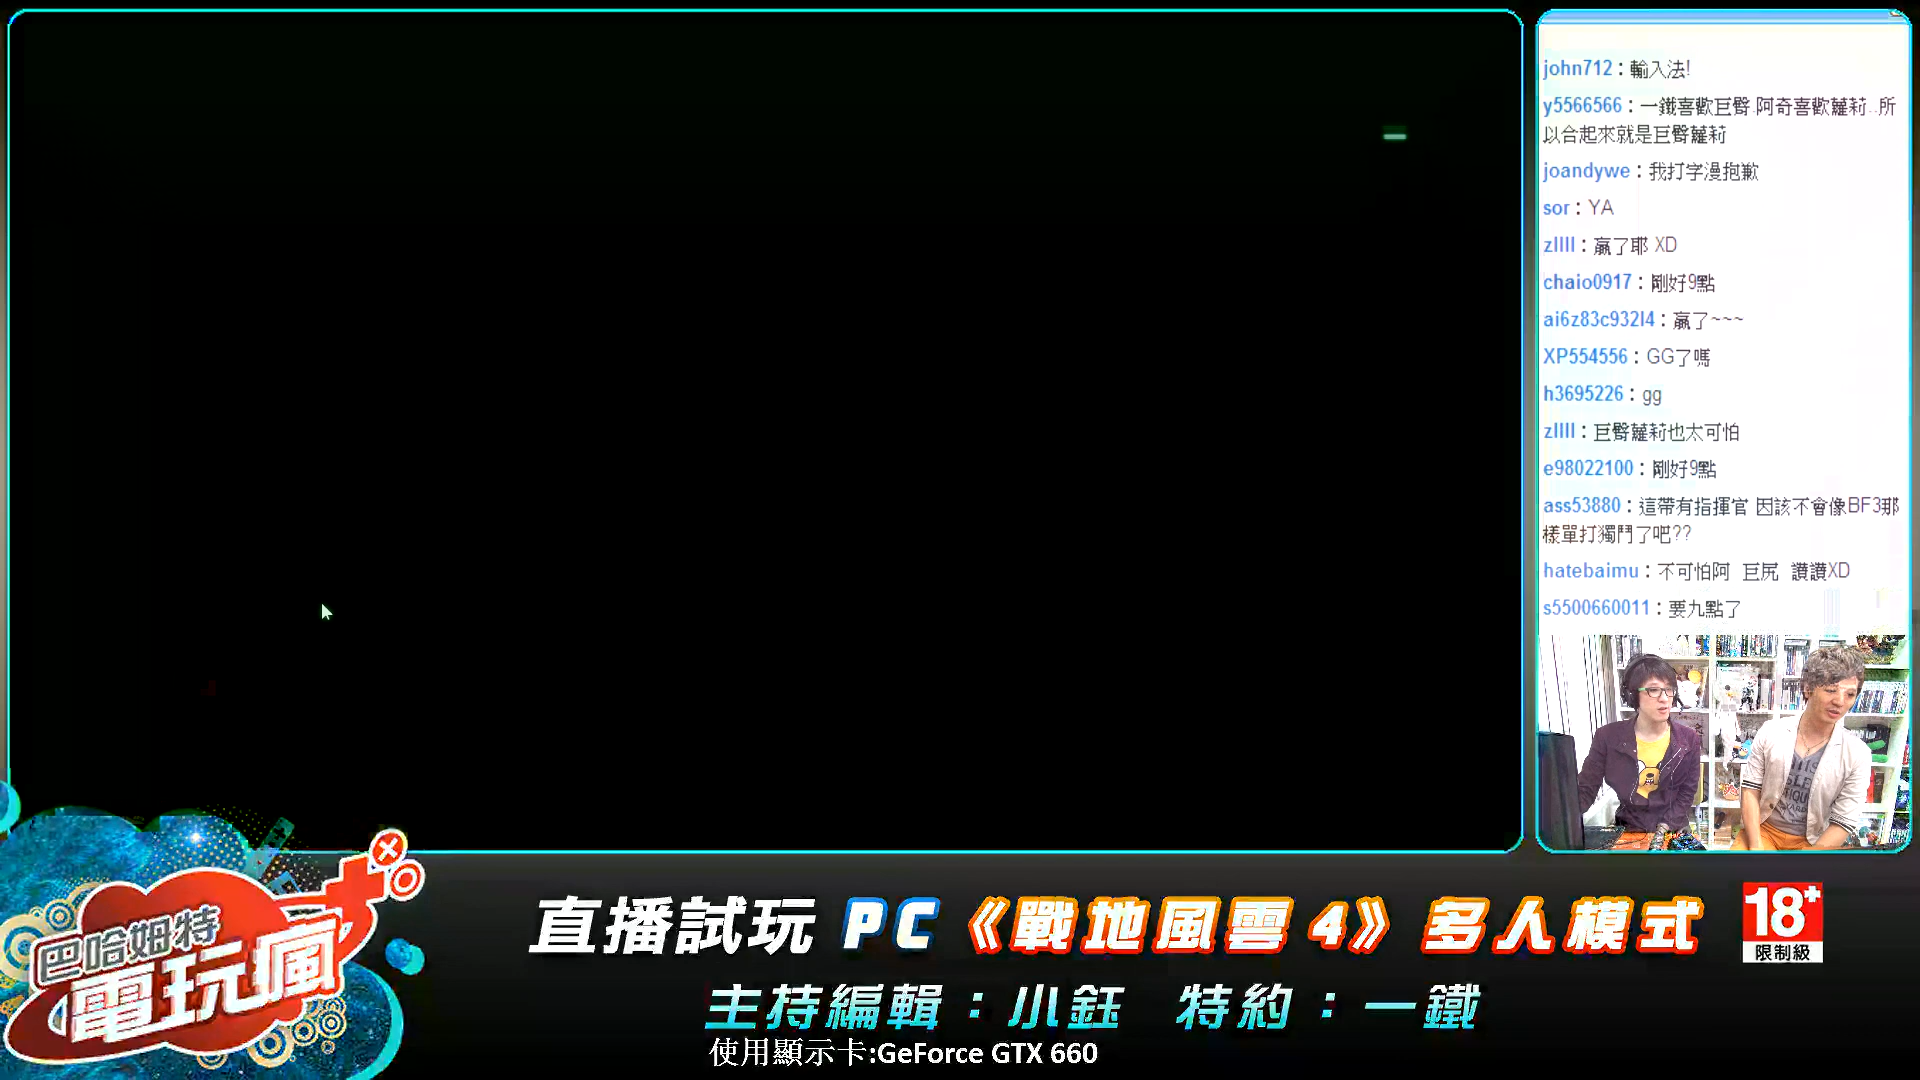 john712：輸入法!
y5566566：一鐵喜歡巨臀.阿奇喜歡蘿莉..所
以合起來就是巨臀蘿莉
joandywe：我打字漫抱歉
sor：YA
zllll：贏了耶 XD
chaio0917：剛好9點
ai6z83c932l4：贏了~~~
XP554556：GG了嗎
h3695226：gg
zllll：巨臀蘿莉也太可怕
e98022100：剛好9點
ass53880：這帶有指揮官 因該不會像BF3那
樣單打獨鬥了吧??
hatebaimu：不可怕阿 巨尻 讚讚XD
s5500660011：要九點了
巴哈姆特
電玩瘋
直播試玩 PC《戰地風雲 4》多人模式
18+
限制級
主持編輯：小鈺 特約：一鐵
使用顯示卡:GeForce GTX 660